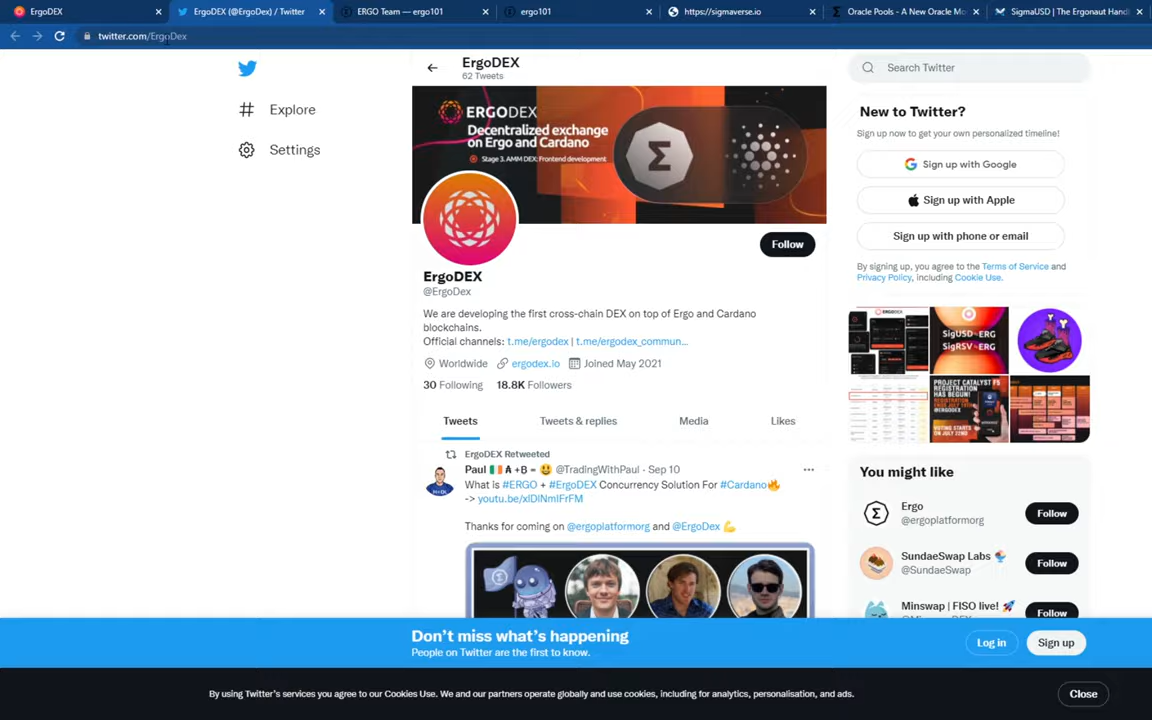 ErgoDEX
ErgoDEX (@ErgoDex) / Twitter
ERGO Team — ergo101
ergo101
https://sigmaverse.io
Oracle Pools - A New Oracle Mo
SigmaUSD | The Ergonaut Handl
twitter.com/ErgoDex
ErgoDEX
62 Tweets
Search Twitter
Explore
Settings
ERGODEX
Decentralized exchange
on Ergo and Cardano
Stage 3. AMM DEX: Frontend development
Σ
Follow
ErgoDEX
@ErgoDex
We are developing the first cross-chain DEX on top of Ergo and Cardano
blockchains.
Official channels: t.me/ergodex | t.me/ergodex_commun...
Worldwide ergodex.io Joined May 2021
30 Following 18.8K Followers
Tweets
Tweets & replies
Media
Likes
ErgoDEX Retweeted
Paul 🇮🇪 ₳ +₿ = 😃 @TradingWithPaul · Sep 10
What is #ERGO + #ErgoDEX Concurrency Solution For #Cardano🔥
-> youtu.be/xlDlNmIFrFM
Thanks for coming on @ergoplatformorg and @ErgoDex 💪
New to Twitter?
Sign up now to get your own personalized timeline!
Sign up with Google
Sign up with Apple
Sign up with phone or email
By signing up, you agree to the Terms of Service and
Privacy Policy, including Cookie Use.
SigUSD - ERG
SigRSV - ERG
PROJECT CATALYST F5
REGISTRATION
HAS BEGUN!
You might like
Ergo
@ergoplatformorg
Follow
SundaeSwap Labs
@SundaeSwap
Follow
Minswap | FISO live! 🚀
Follow
Don't miss what's happening
People on Twitter are the first to know.
Log in
Sign up
By using Twitter's services you agree to our Cookies Use. We and our partners operate globally and use cookies, including for analytics, personalisation, and ads.
Close